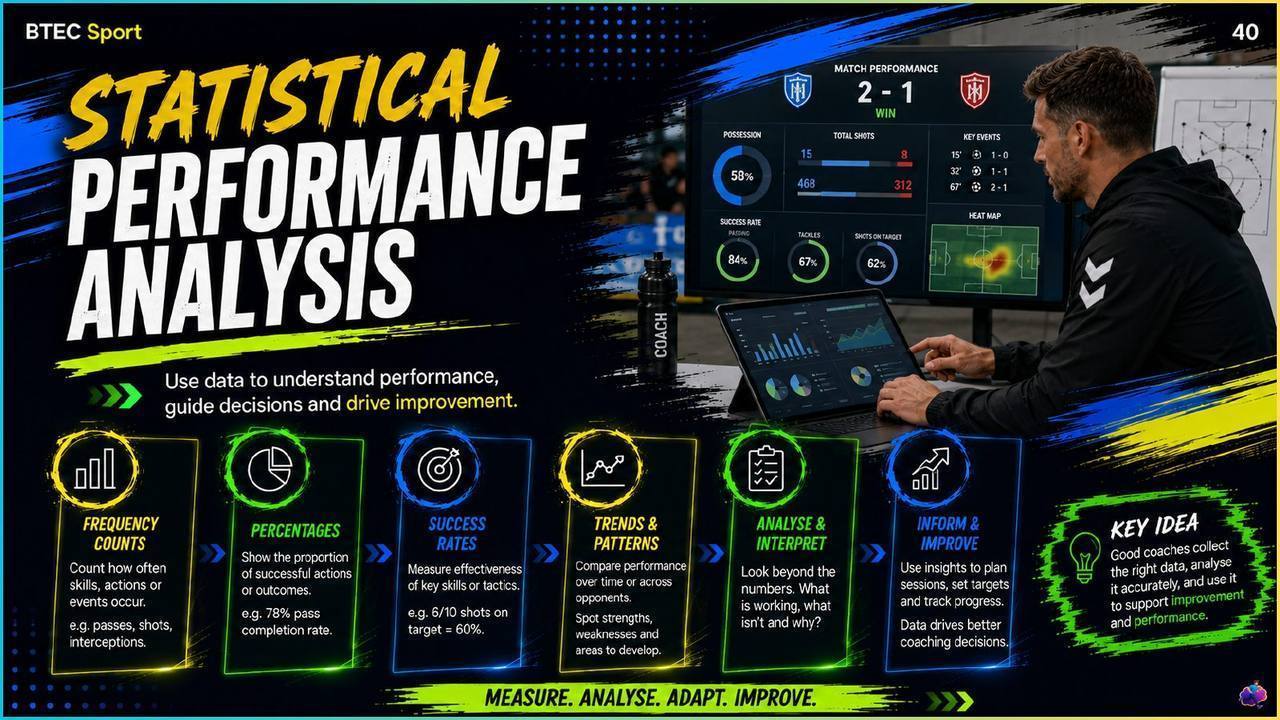 BTEC Sport
40
STATISTICAL
PERFORMANCE
ANALYSIS
Use data to understand performance,
guide decisions and drive improvement.
MATCH PERFORMANCE
2 - 1
WIN
POSSESSION
58%
TOTAL SHOTS
15 8
468 312
KEY EVENTS
15' 1 - 0
32' 1 - 1
67' 2 - 1
SUCCESS RATE
PASSING
84%
TACKLES
67%
SHOTS ON TARGET
62%
HEAT MAP
COACH
FREQUENCY
COUNTS
Count how often
skills, actions or
events occur.
e.g. passes, shots,
interceptions.
PERCENTAGES
Show the proportion
of successful actions
or outcomes.
e.g. 78% pass
completion rate.
SUCCESS
RATES
Measure effectiveness
of key skills or tactics.
e.g. 6/10 shots on
target = 60%.
TRENDS &
PATTERNS
Compare performance
over time or across
opponents.
Spot strengths,
weaknesses and
areas to develop.
ANALYSE &
INTERPRET
Look beyond the
numbers. What
is working, what
isn't and why?
INFORM &
IMPROVE
Use insights to plan
sessions, set targets
and track progress.
Data drives better
coaching decisions.
KEY IDEA
Good coaches collect
the right data, analyse
it accurately, and use it
to support improvement
and performance.
MEASURE. ANALYSE. ADAPT. IMPROVE.